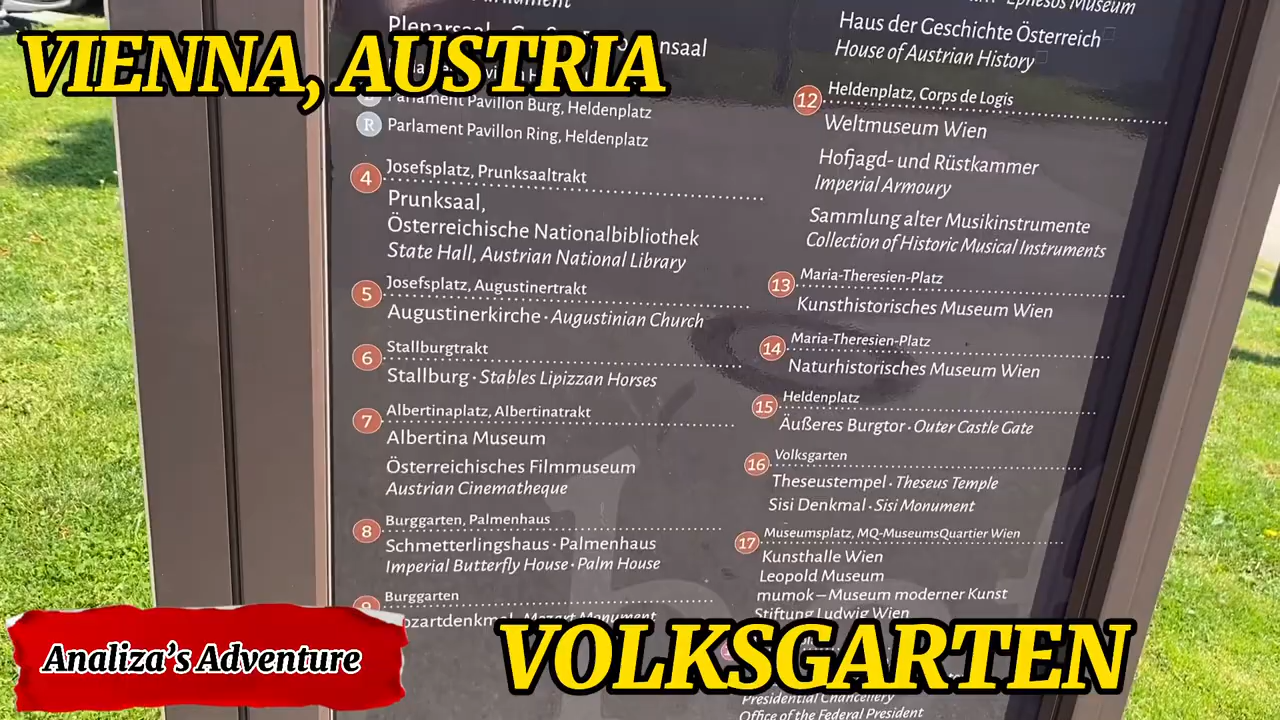 VIENNA, AUSTRIA
Parlament Pavillon Burg, Heldenplatz
R Parlament Pavillon Ring, Heldenplatz
4 Josefsplatz, Prunksaaltrakt
Prunksaal,
Österreichische Nationalbibliothek
State Hall, Austrian National Library
5 Josefsplatz, Augustinertrakt
Augustinerkirche · Augustinian Church
6 Stallburgtrakt
Stallburg · Stables Lipizzan Horses
7 Albertinaplatz, Albertinatrakt
Albertina Museum
Österreichisches Filmmuseum
Austrian Cinematheque
8 Burggarten, Palmenhaus
Schmetterlingshaus · Palmenhaus
Imperial Butterfly House · Palm House
9 Burggarten
Mozart Monument
Ephesos Museum
Haus der Geschichte Österreich
House of Austrian History
12 Heldenplatz, Corps de Logis
Weltmuseum Wien
Hofjagd- und Rüstkammer
Imperial Armoury
Sammlung alter Musikinstrumente
Collection of Historic Musical Instruments
13 Maria-Theresien-Platz
Kunsthistorisches Museum Wien
14 Maria-Theresien-Platz
Naturhistorisches Museum Wien
15 Heldenplatz
Äußeres Burgtor · Outer Castle Gate
16 Volksgarten
Theseustempel · Theseus Temple
Sisi Denkmal · Sisi Monument
17 Museumsplatz, MQ-MuseumsQuartier Wien
Kunsthalle Wien
Leopold Museum
mumok – Museum moderner Kunst
Stiftung Ludwig Wien
Presidential Chancellery
Office of the Federal President
Analiza's Adventure
VOLKSGARTEN